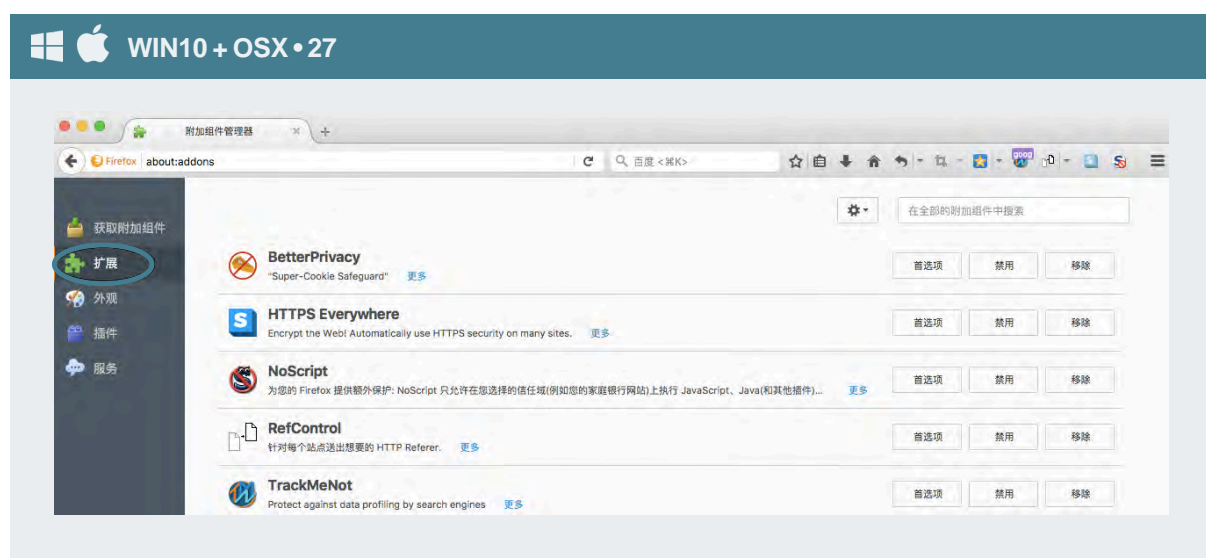 WIN10 + OSX • 27
附加组件管理器
Firefox about:addons
百度 <⌘K>
goog
在全部的附加组件中搜索
获取附加组件
扩展
外观
插件
服务
BetterPrivacy
"Super-Cookie Safeguard" 更多
首选项 禁用 移除
HTTPS Everywhere
Encrypt the Web! Automatically use HTTPS security on many sites. 更多
首选项 禁用 移除
NoScript
为您的 Firefox 提供额外保护: NoScript 只允许在您选择的信任域(例如您的家庭银行网站)上执行 JavaScript、Java(和其他插件)... 更多
首选项 禁用 移除
RefControl
针对每个站点送出想要的 HTTP Referer. 更多
首选项 禁用 移除
TrackMeNot
Protect against data profiling by search engines 更多
首选项 禁用 移除